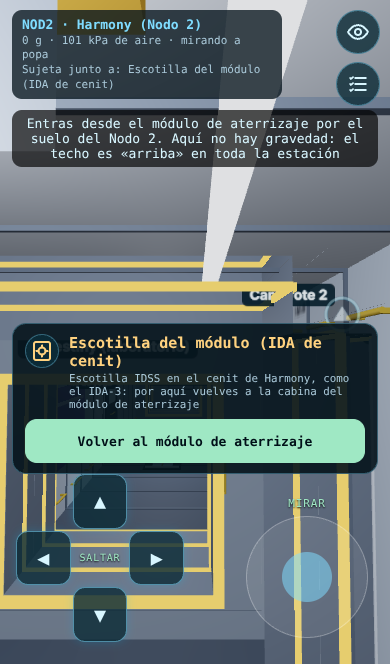 NOD2 · Harmony (Nodo 2)
0 g · 101 kPa de aire · mirando a
popa
Sujeta junto a: Escotilla del módulo
(IDA de cenit)
Entras desde el módulo de aterrizaje por el
suelo del Nodo 2. Aquí no hay gravedad: el
techo es «arriba» en toda la estación
Escotilla del módulo (IDA de
cenit)
Escotilla IDSS en el cenit de Harmony, como
el IDA-3: por aquí vuelves a la cabina del
módulo de aterrizaje
Volver al módulo de aterrizaje
MIRAR
SALTAR